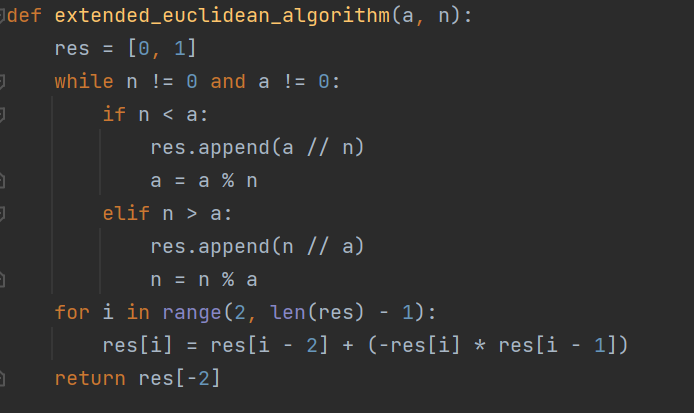 def extended_euclidean_algorithm(a, n):
    res = [0, 1]
    while n != 0 and a != 0:
        if n < a:
            res.append(a // n)
            a = a % n
        elif n > a:
            res.append(n // a)
            n = n % a
    for i in range(2, len(res) - 1):
        res[i] = res[i - 2] + (-res[i] * res[i - 1])
    return res[-2]